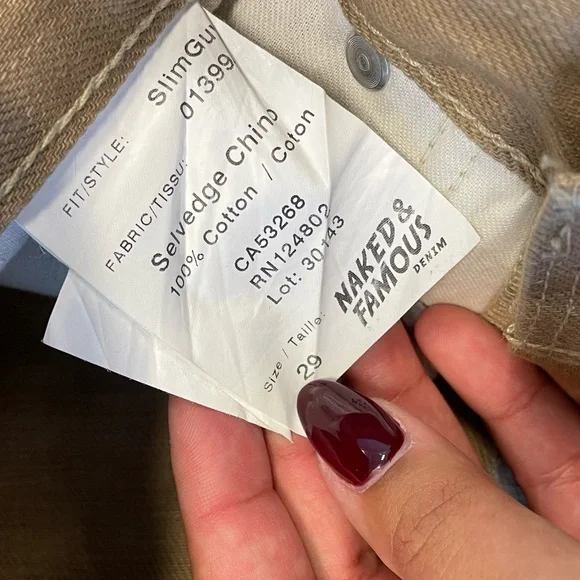 FIT/STYLE:
SlimGuy
01399
FABRIC/TISSU:
Selvedge Chino
100% Cotton / Coton
CA53268
RN124802
Lot: 30143
NAKED &
FAMOUS
DENIM
Size / Taille:
29